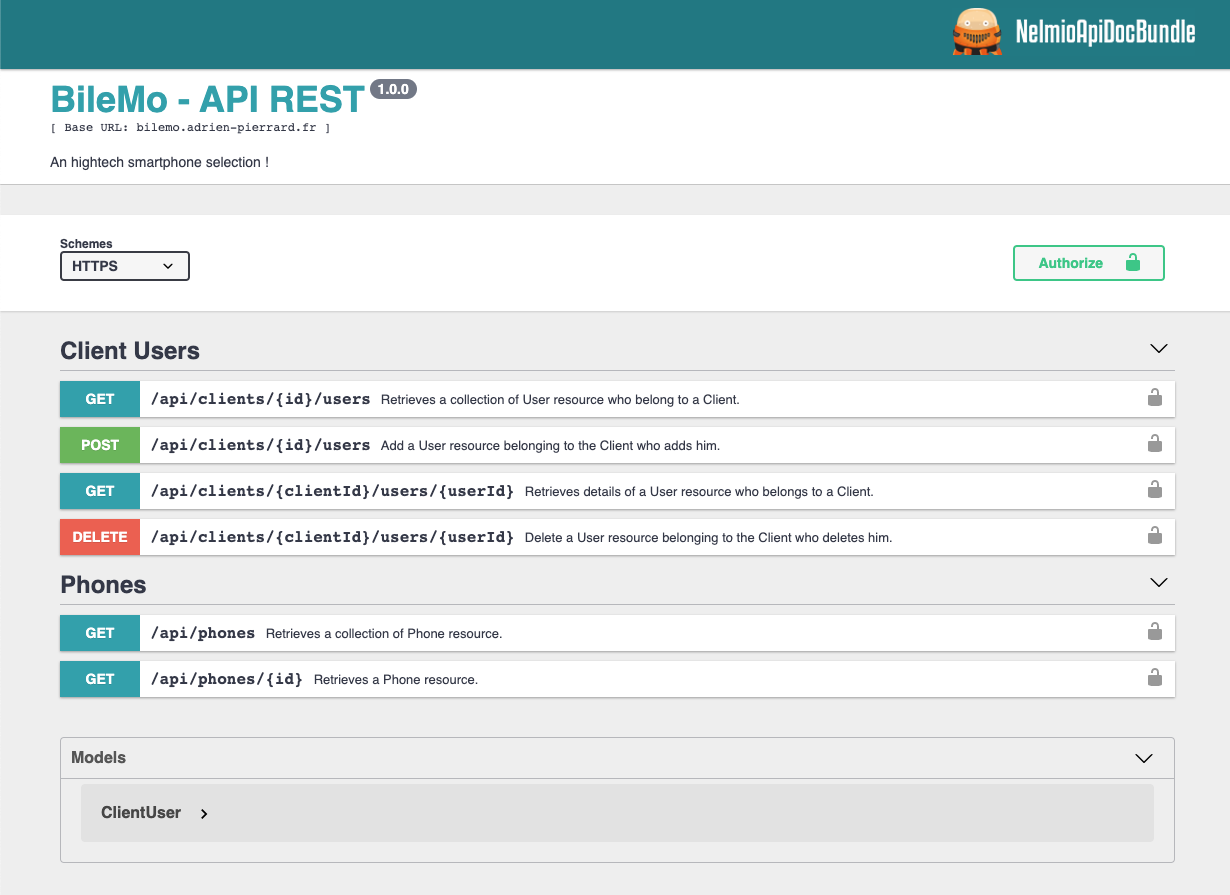 NelmioApiDocBundle
BileMo - API REST 1.0.0
[ Base URL: bilemo.adrien-pierrard.fr ]
An hightech smartphone selection !
Schemes
HTTPS
Authorize
Client Users
GET /api/clients/{id}/users Retrieves a collection of User resource who belong to a Client.
POST /api/clients/{id}/users Add a User resource belonging to the Client who adds him.
GET /api/clients/{clientId}/users/{userId} Retrieves details of a User resource who belongs to a Client.
DELETE /api/clients/{clientId}/users/{userId} Delete a User resource belonging to the Client who deletes him.
Phones
GET /api/phones Retrieves a collection of Phone resource.
GET /api/phones/{id} Retrieves a Phone resource.
Models
ClientUser